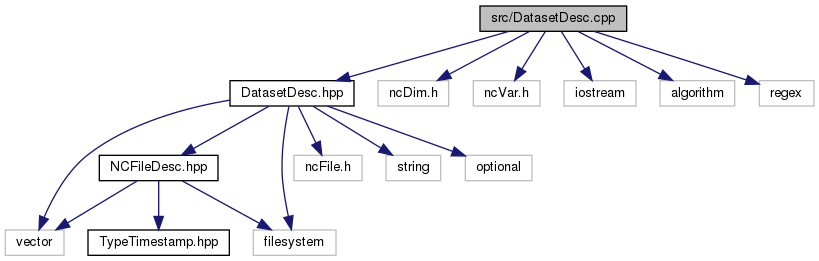 src/DatasetDesc.cpp
DatasetDesc.hpp
ncDim.h
ncVar.h
iostream
algorithm
regex
NCFileDesc.hpp
ncFile.h
string
optional
vector
TypeTimestamp.hpp
filesystem